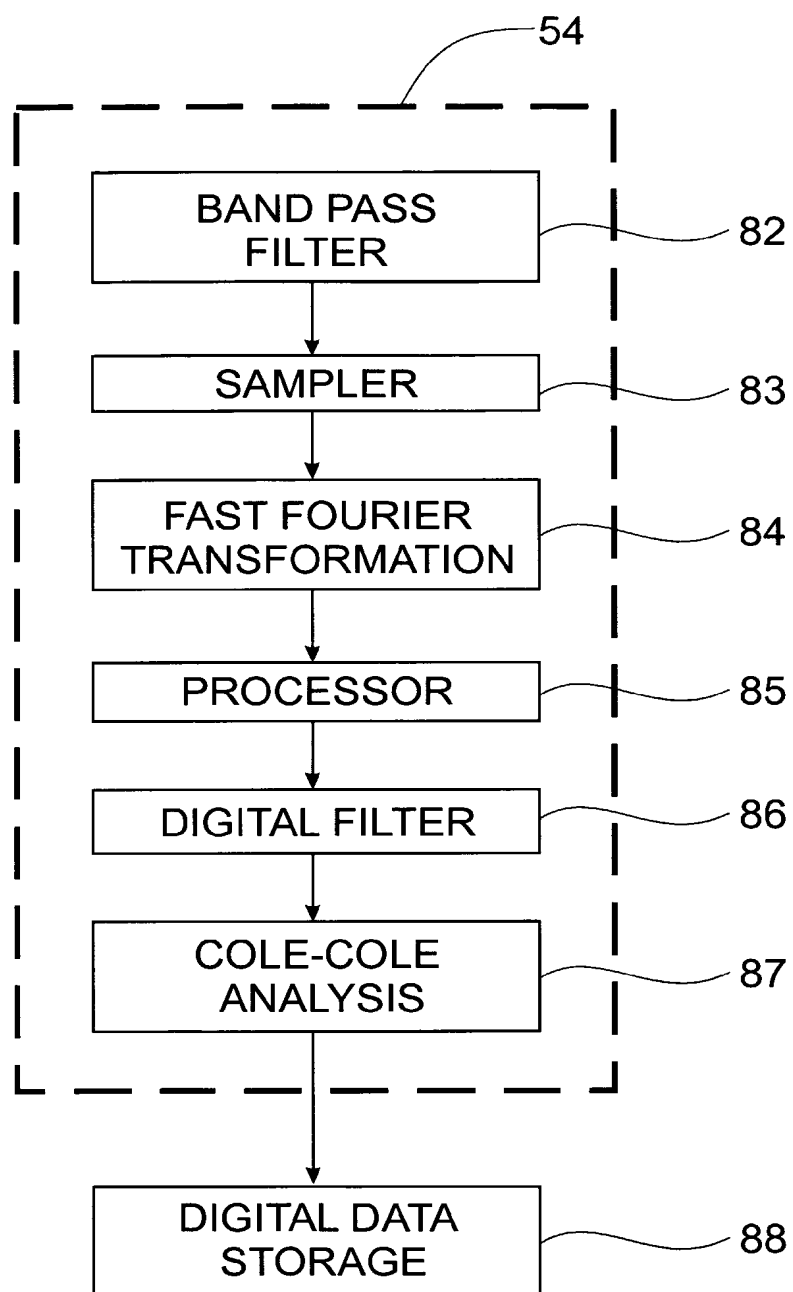 54
BAND PASS
FILTER
82
SAMPLER
83
FAST FOURIER
TRANSFORMATION
84
PROCESSOR
85
DIGITAL FILTER
86
COLE-COLE
ANALYSIS
87
DIGITAL DATA
STORAGE
88